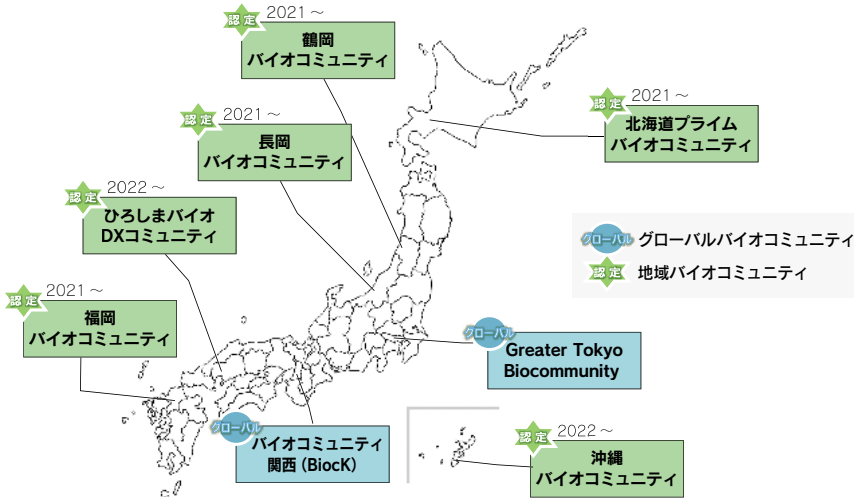 認定
2021～
鶴岡
バイオコミュニティ
認定
2021～
北海道プライム
バイオコミュニティ
認定
2021～
長岡
バイオコミュニティ
認定
2022～
ひろしまバイオ
DXコミュニティ
グローバル
グローバルバイオコミュニティ
認定
地域バイオコミュニティ
認定
2021～
福岡
バイオコミュニティ
グローバル
Greater Tokyo
Biocommunity
グローバル
バイオコミュニティ
関西（BiocK）
認定
2022～
沖縄
バイオコミュニティ